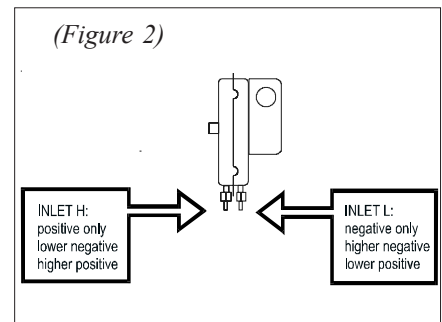 (Figure 2)
INLET H:
positive only
lower negative
higher positive
INLET L:
negative only
higher negative
lower positive